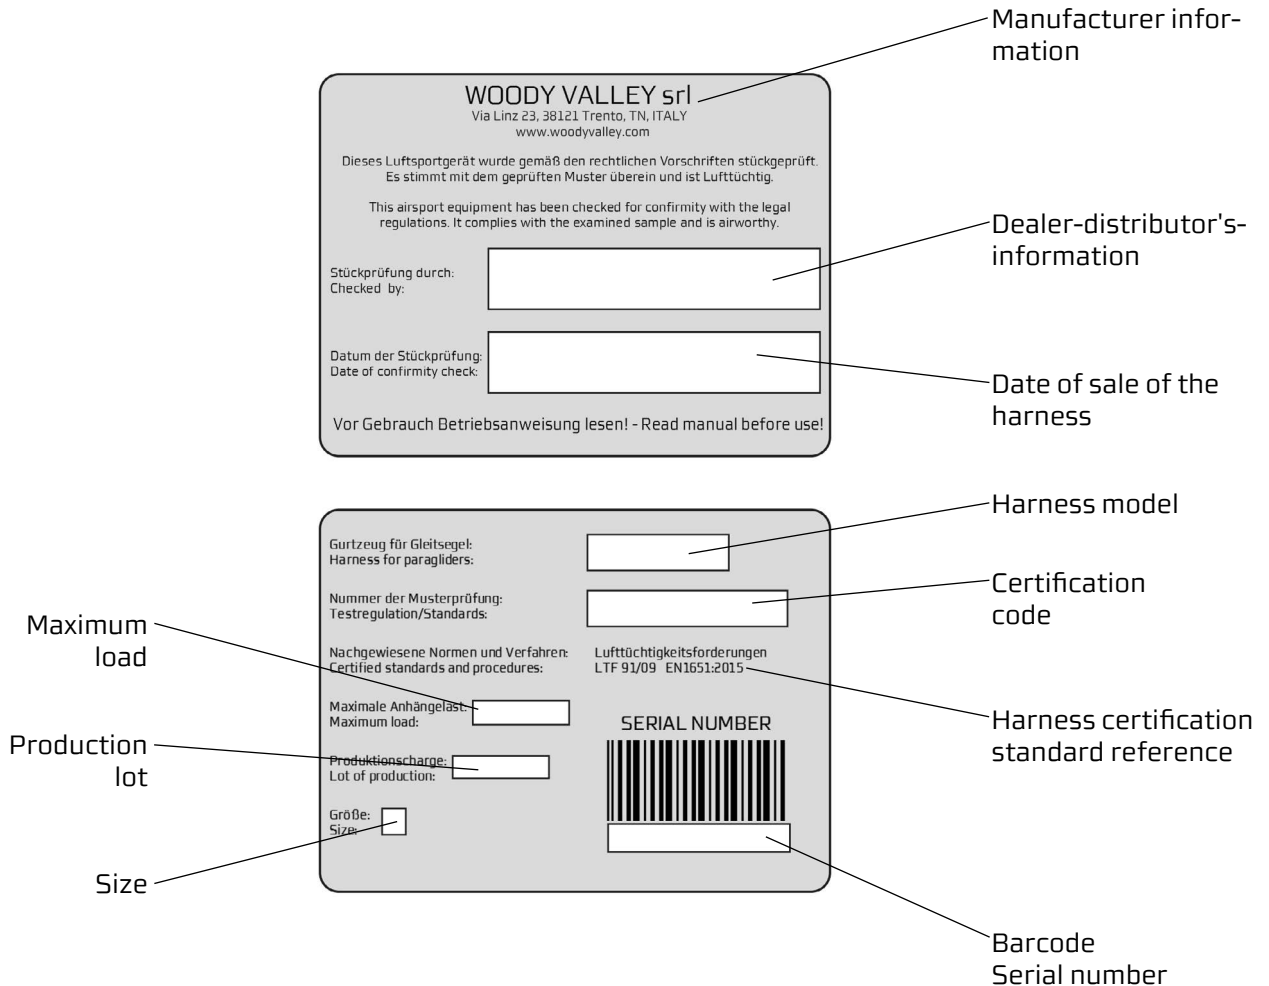 Manufacturer infor-
mation
WOODY VALLEY srl
Via Linz 23, 38121 Trento, TN, ITALY
www.woodyvalley.com
Dieses Luftsportgerät wurde gemäß den rechtlichen Vorschriften stückgeprüft.
Es stimmt mit dem geprüften Muster überein und ist Lufttüchtig.
This airsport equipment has been checked for confirmity with the legal
regulations. It complies with the examined sample and is airworthy.
Dealer-distributor's-
information
Stückprüfung durch:
Checked by:
Datum der Stückprüfung:
Date of confirmity check:
Date of sale of the
harness
Vor Gebrauch Betriebsanweisung lesen! - Read manual before use!
Harness model
Gurtzeug für Gleitsegel:
Harness for paragliders:
Certification
code
Nummer der Musterprüfung:
Testregulation/Standards:
Maximum
load
Nachgewiesene Normen und Verfahren:
Certified standards and procedures:
Lufttüchtigkeitsforderungen
LTF 91/09 EN1651:2015
Maximale Anhängelast:
Maximum load:
SERIAL NUMBER
Harness certification
standard reference
Production
lot
Produktionscharge:
Lot of production:
Größe:
Size:
Size
Barcode
Serial number